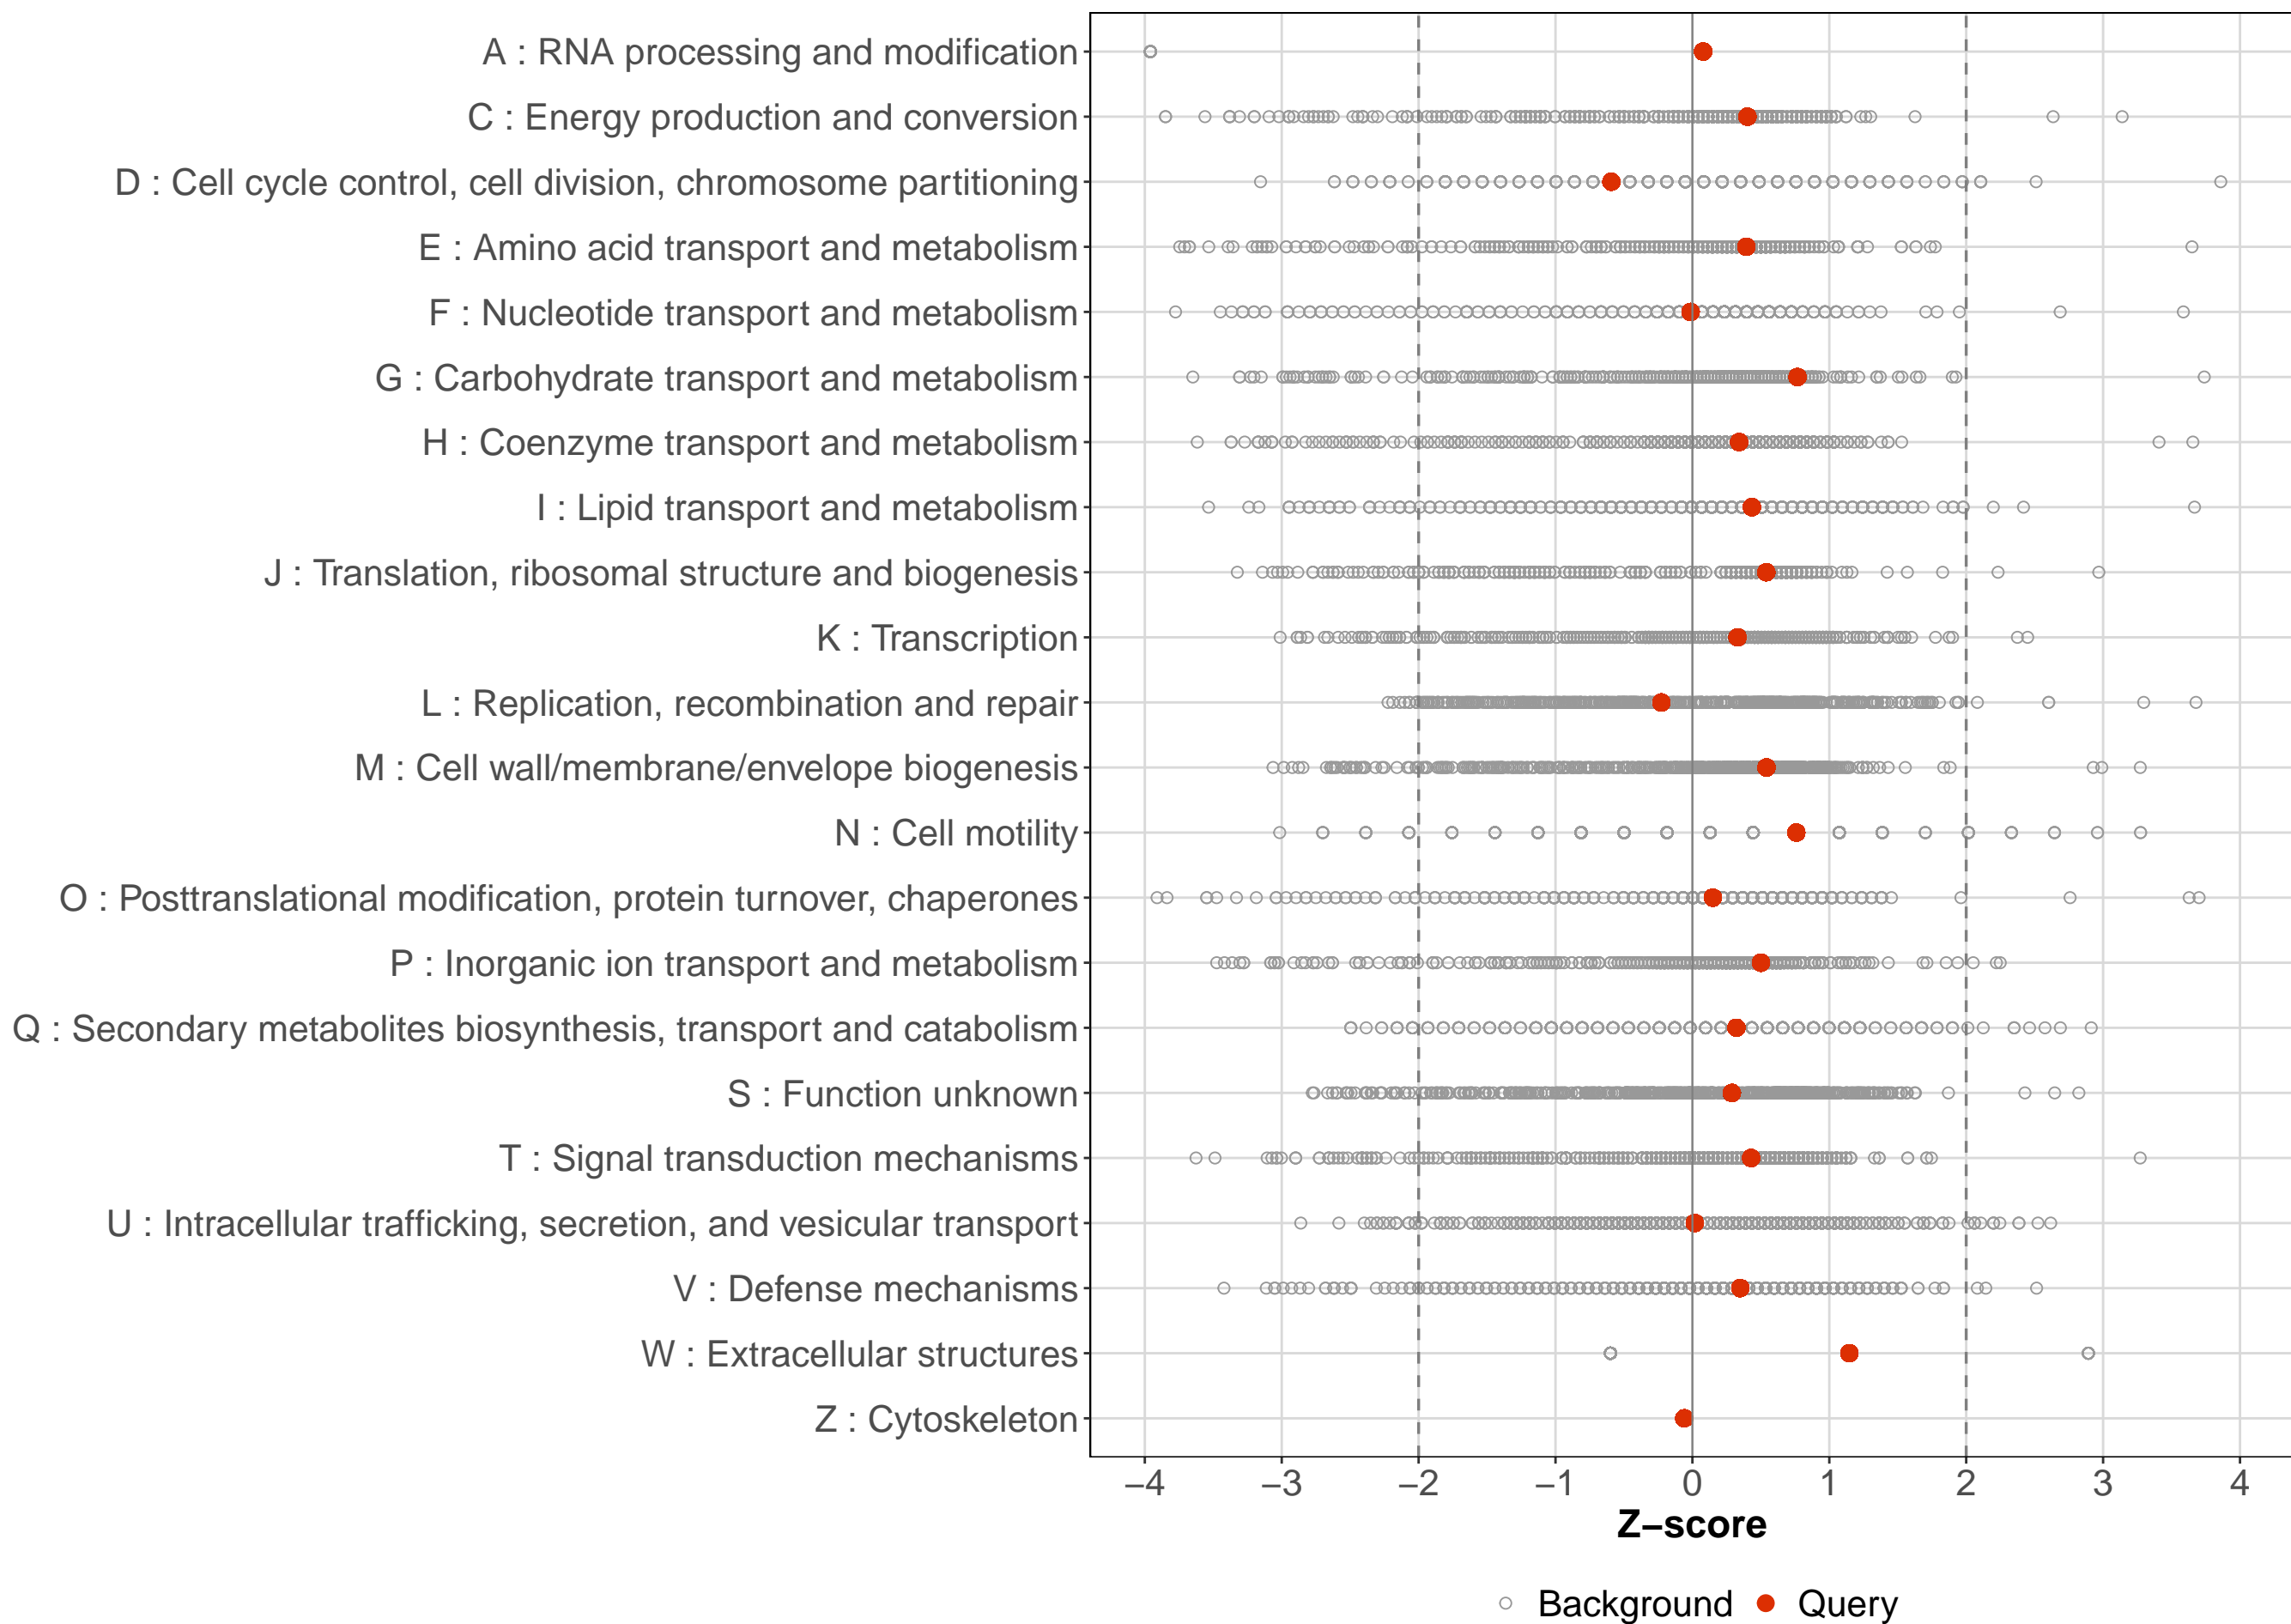 A : RNA processing and modification
C : Energy production and conversion
D : Cell cycle control, cell division, chromosome partitioning
E : Amino acid transport and metabolism
F : Nucleotide transport and metabolism
G : Carbohydrate transport and metabolism
H : Coenzyme transport and metabolism
I : Lipid transport and metabolism
J : Translation, ribosomal structure and biogenesis
K : Transcription
L : Replication, recombination and repair
M : Cell wall/membrane/envelope biogenesis
N : Cell motility
O : Posttranslational modification, protein turnover, chaperones
P : Inorganic ion transport and metabolism
Q : Secondary metabolites biosynthesis, transport and catabolism
S : Function unknown
T : Signal transduction mechanisms
U : Intracellular trafficking, secretion, and vesicular transport
V : Defense mechanisms
W : Extracellular structures
Z : Cytoskeleton
−4 −3 −2 −1 0 1 2 3 4
Z−score
Background Query